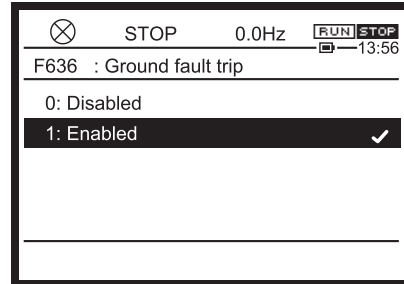 STOP 0.0Hz RUN STOP
13:56
F636 : Ground fault trip
0: Disabled
1: Enabled